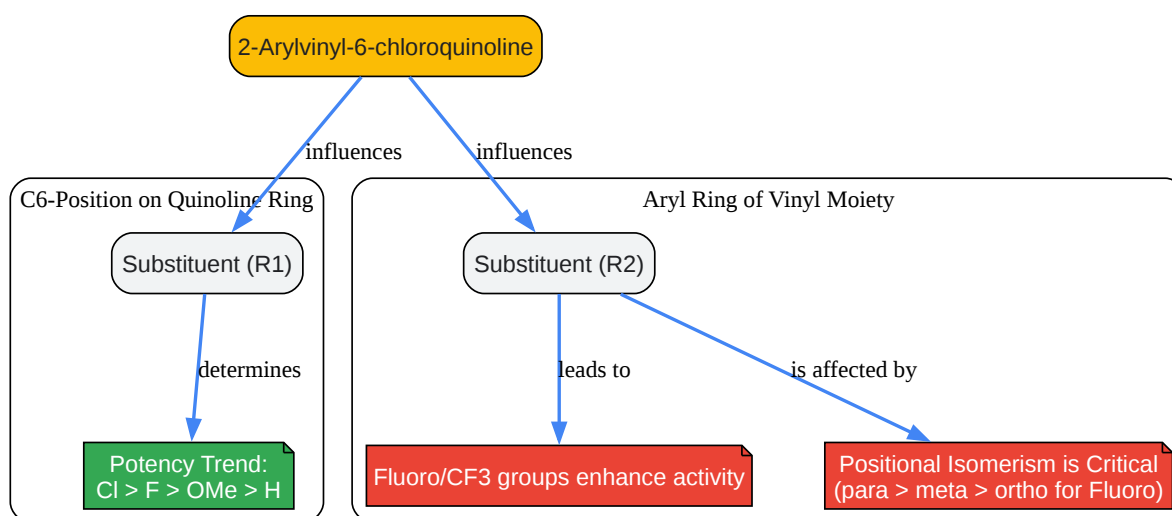 2-Arylvinyl-6-chloroquinoline
influences
influences
C6-Position on Quinoline Ring
Aryl Ring of Vinyl Moiety
Substituent (R1)
Substituent (R2)
determines
leads to
is affected by
Potency Trend:
Cl > F > OMe > H
Fluoro/CF3 groups enhance activity
Positional Isomerism is Critical
(para > meta > ortho for Fluoro)